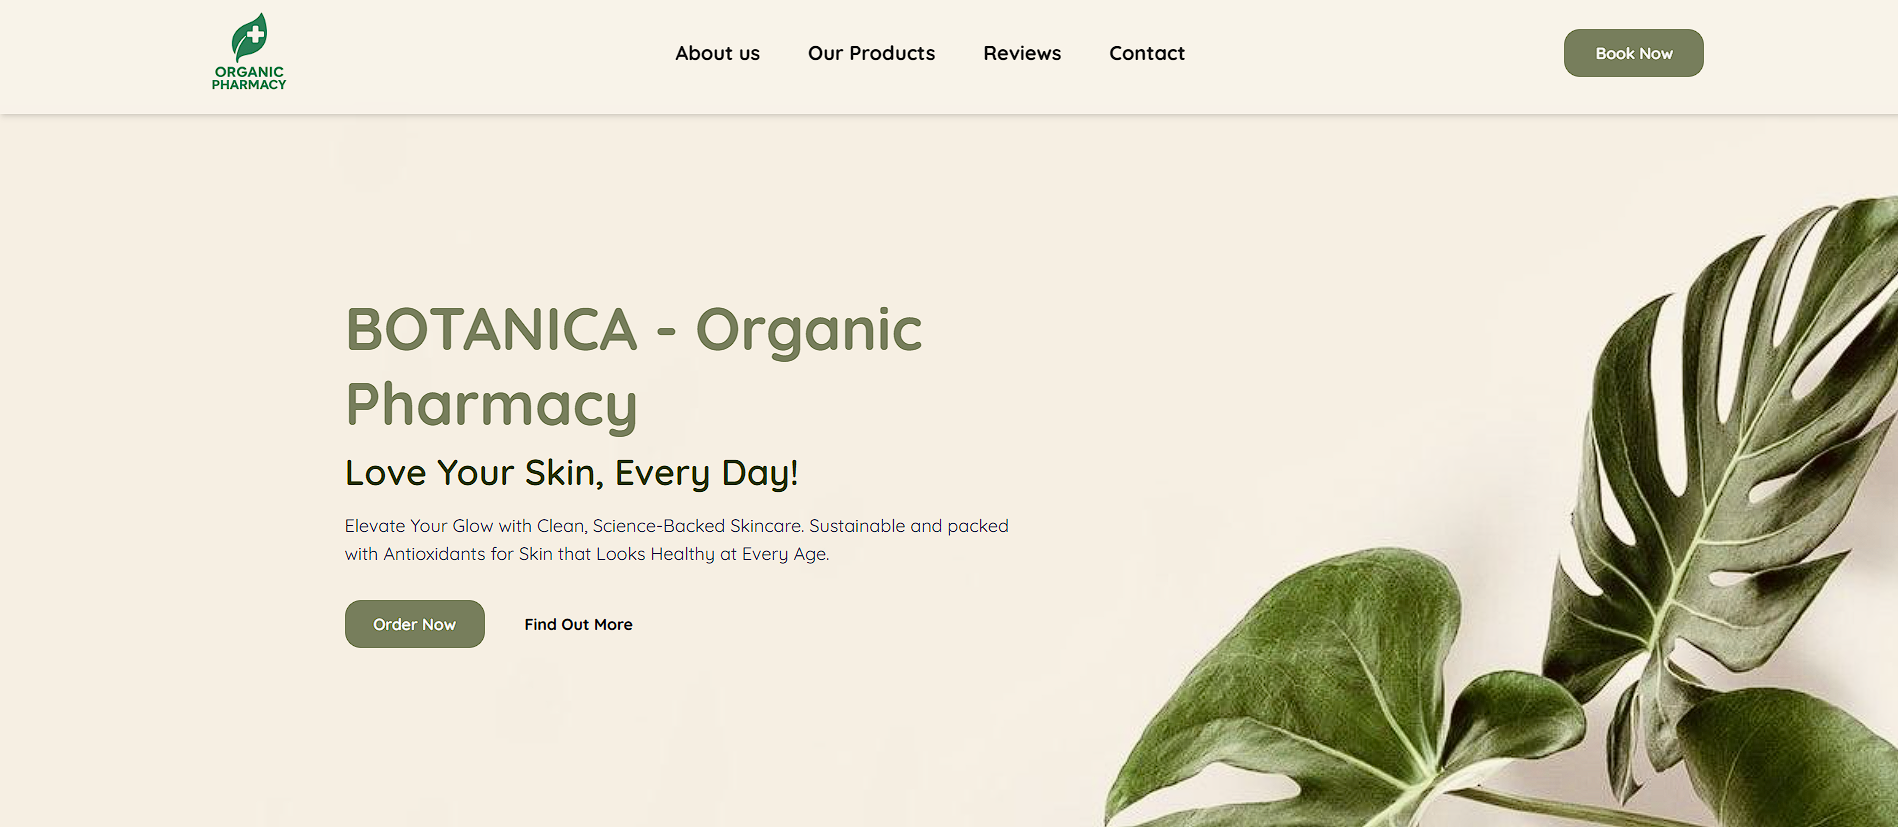 ORGANIC
PHARMACY
About us
Our Products
Reviews
Contact
Book Now
BOTANICA - Organic
Pharmacy
Love Your Skin, Every Day!
Elevate Your Glow with Clean, Science-Backed Skincare. Sustainable and packed
with Antioxidants for Skin that Looks Healthy at Every Age.
Order Now
Find Out More